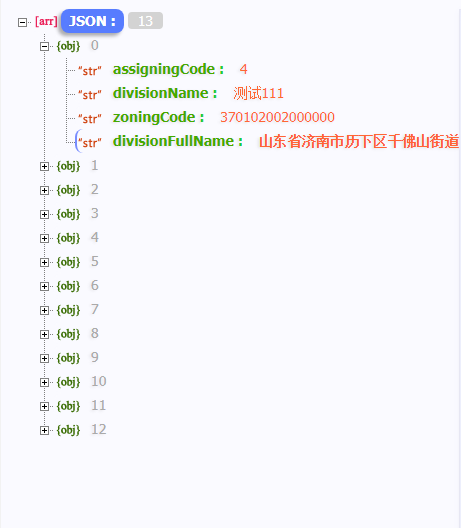 [arr] JSON : 13
{obj} 0
"str" assigningCode : 4
"str" divisionName : 测试111
"str" zoningCode : 370102002000000
"str" divisionFullName : 山东省济南市历下区千佛山街道
{obj} 1
{obj} 2
{obj} 3
{obj} 4
{obj} 5
{obj} 6
{obj} 7
{obj} 8
{obj} 9
{obj} 10
{obj} 11
{obj} 12